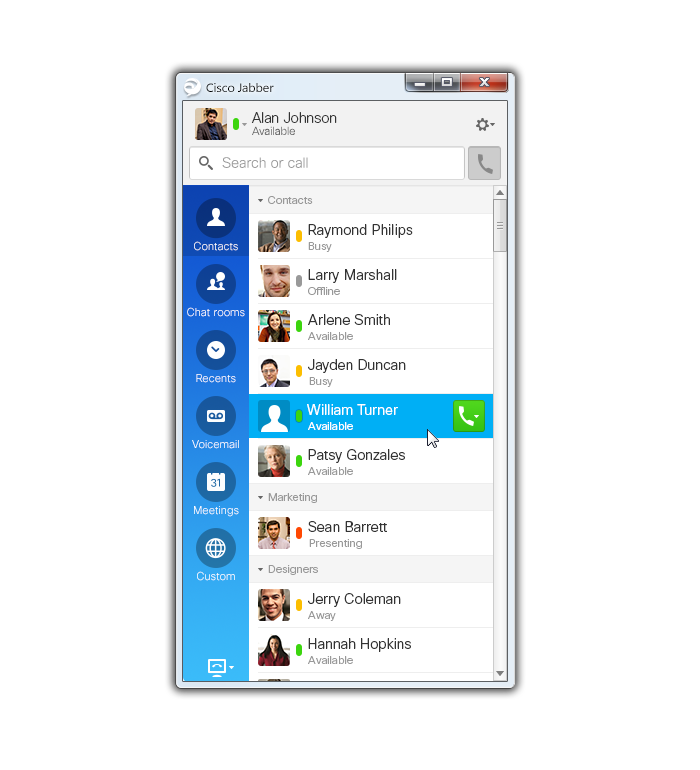 Cisco Jabber
Alan Johnson
Available
Search or call
Contacts
Chat rooms
Recents
Voicemail
31
Meetings
Custom
Contacts
Raymond Philips
Busy
Larry Marshall
Offline
Arlene Smith
Available
Jayden Duncan
Busy
William Turner
Available
Patsy Gonzales
Available
Marketing
Sean Barrett
Presenting
Designers
Jerry Coleman
Away
Hannah Hopkins
Available